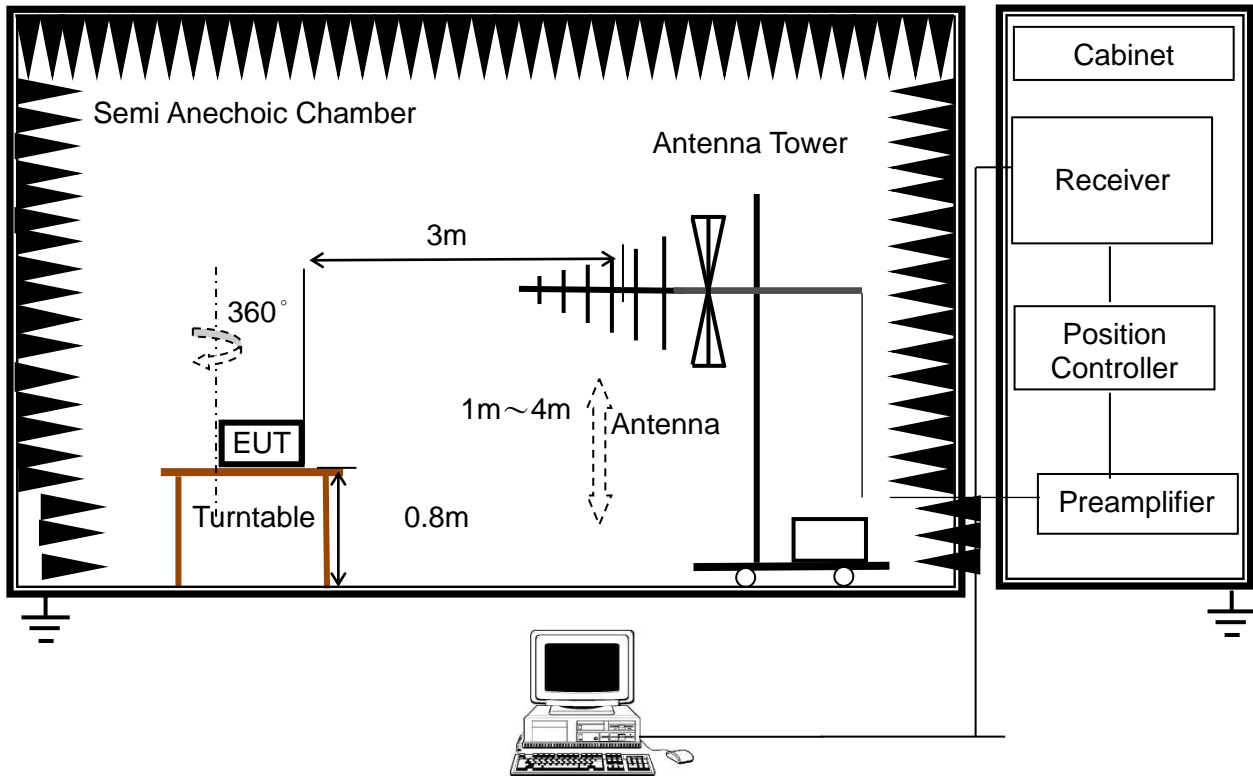 Cabinet
Semi Anechoic Chamber
Antenna Tower
Receiver
3m
360°
Position
Controller
1m～4m
Antenna
EUT
Turntable
0.8m
Preamplifier